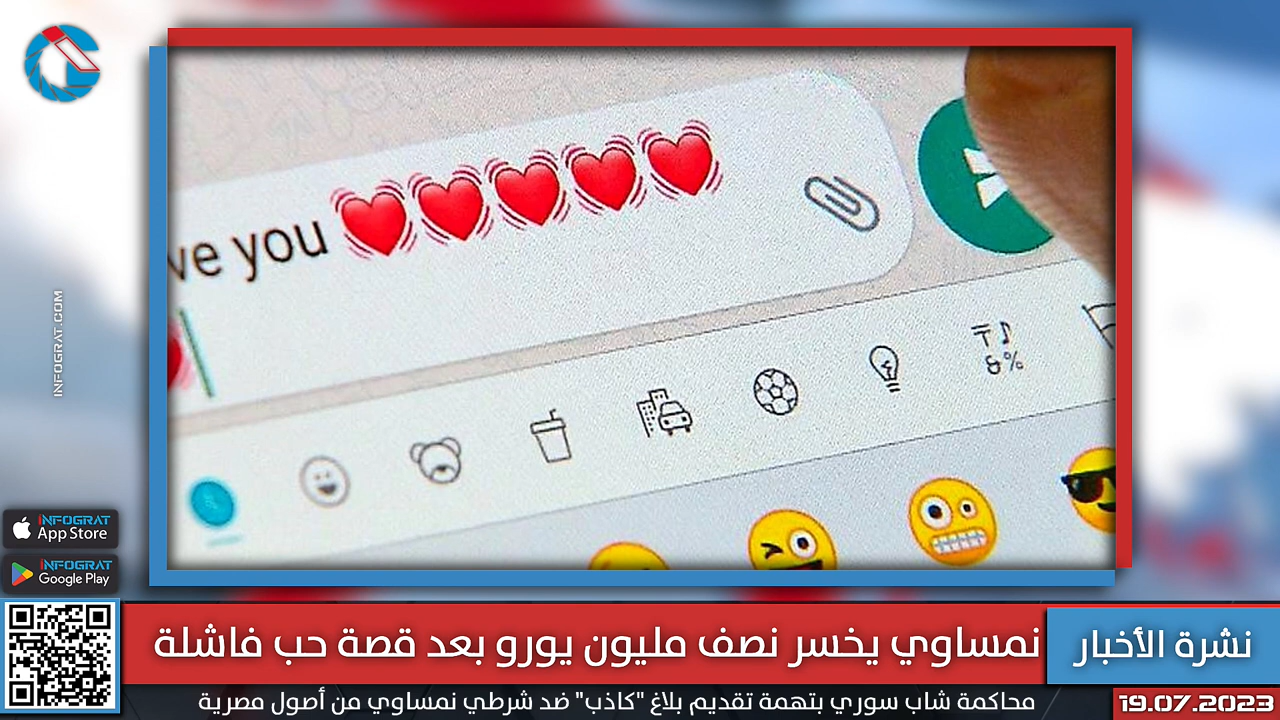 ve you
INFOGRAT.COM
INFOGRAT
App Store
INFOGRAT
Google Play
نشرة الأخبار
نمساوي يخسر نصف مليون يورو بعد قصة حب فاشلة
19.07.2023
محاكمة شاب سوري بتهمة تقديم بلاغ "كاذب" ضد شرطي نمساوي من أصول مصرية